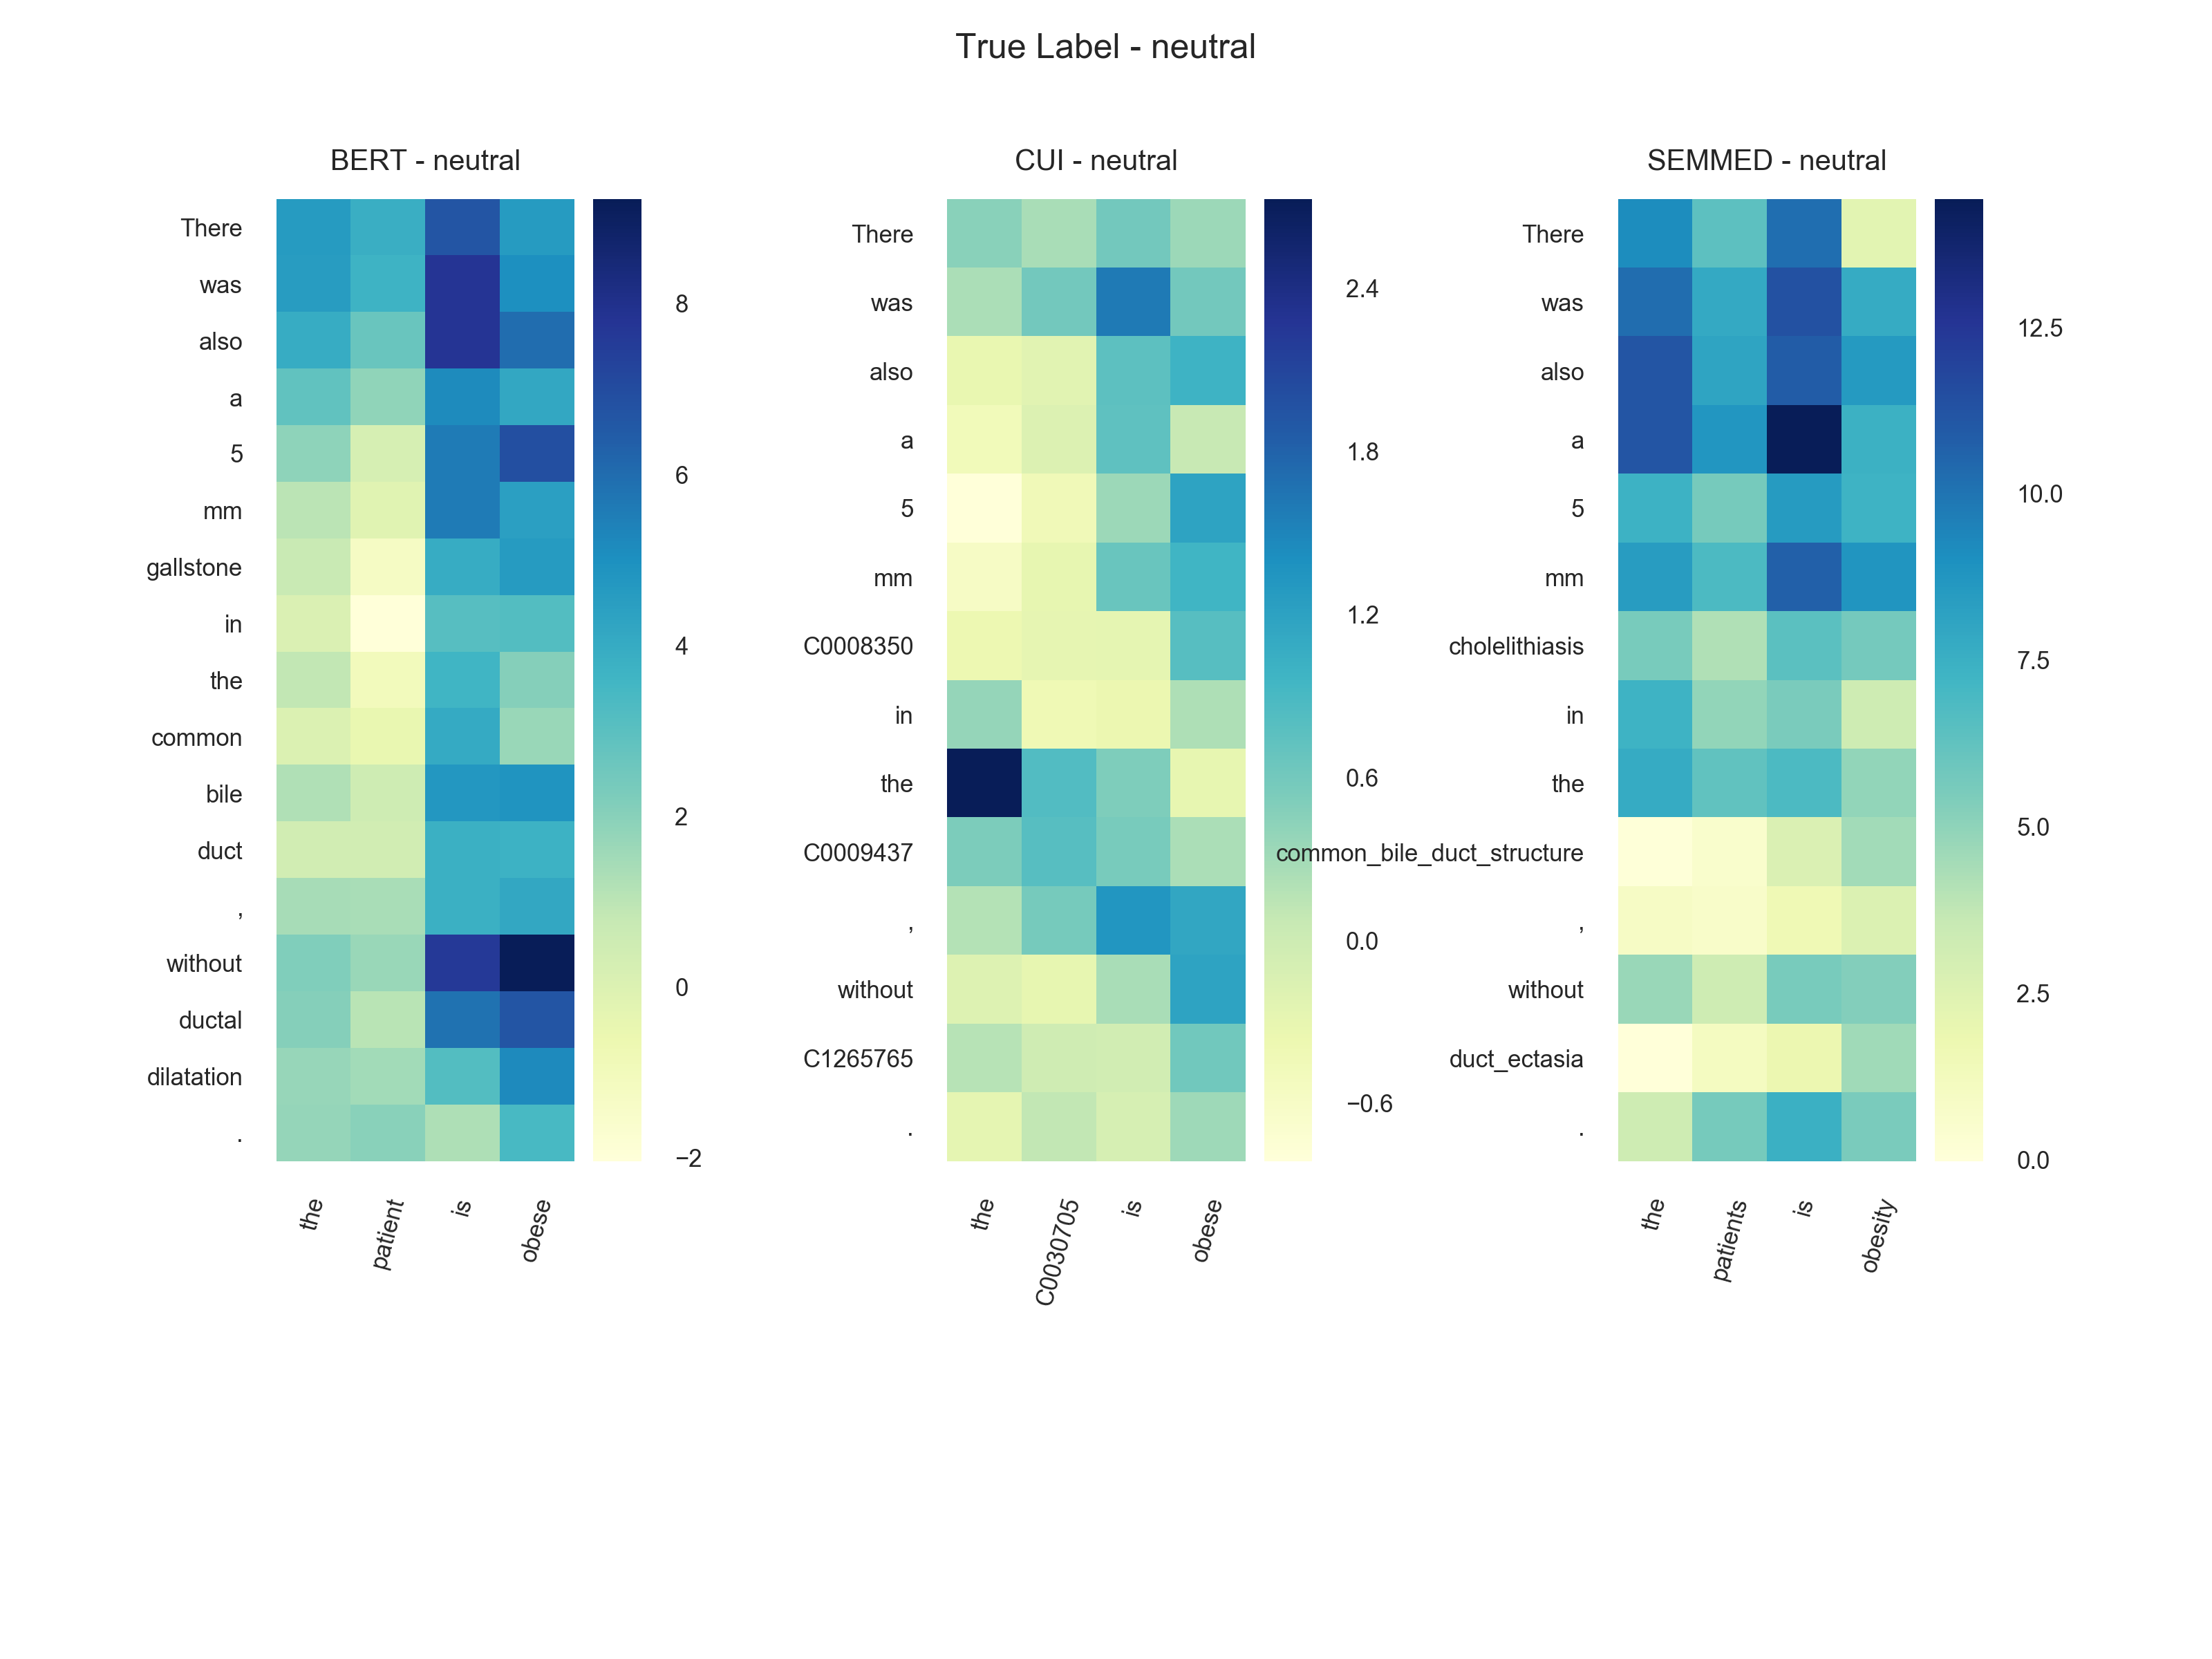 True Label - neutral
BERT - neutral
There
was
also
a
5
mm
gallstone
in
the
common
bile
duct
,
without
ductal
dilatation
.
the
patient
is
obese
8
6
4
2
0
−2
CUI - neutral
There
was
also
a
5
mm
C0008350
in
the
C0009437
,
without
C1265765
.
the
C0030705
is
obese
2.4
1.8
1.2
0.6
0.0
−0.6
SEMMED - neutral
There
was
also
a
5
mm
cholelithiasis
in
the
common_bile_duct_structure
,
without
duct_ectasia
.
the
patients
is
obesity
12.5
10.0
7.5
5.0
2.5
0.0